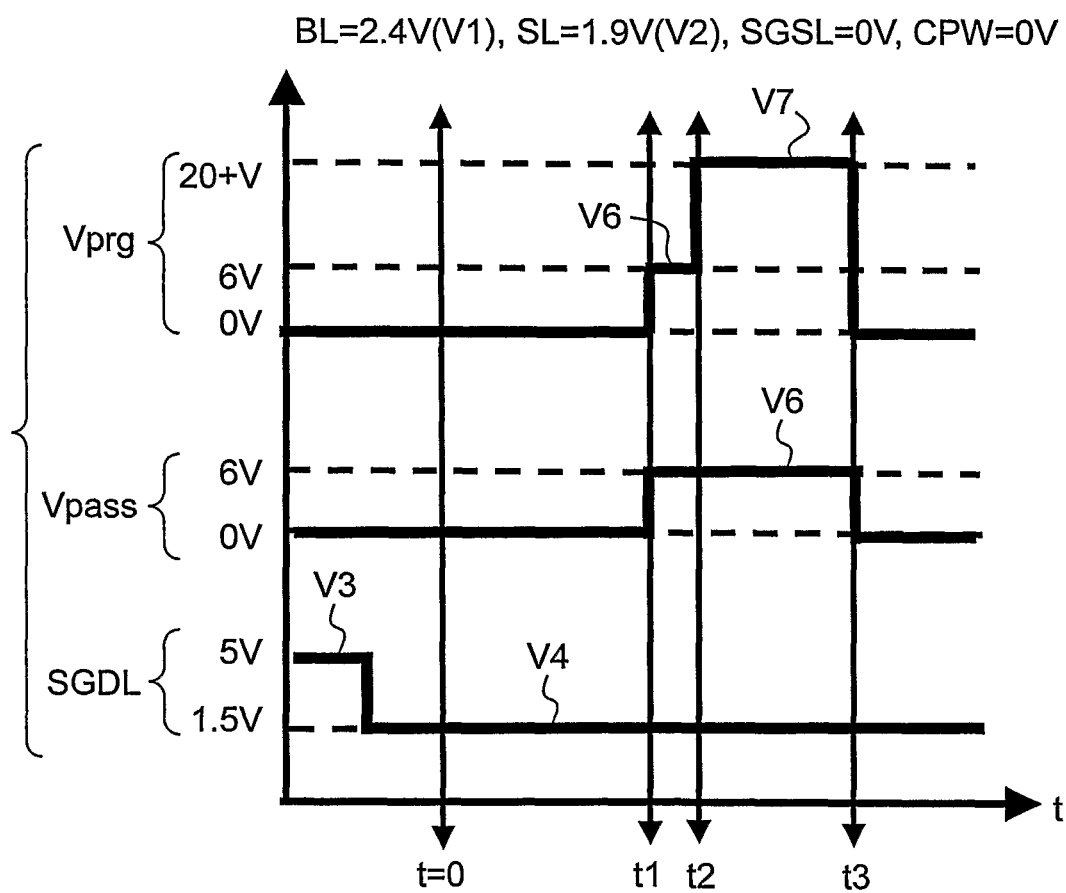 BL=2.4V(V1), SL=1.9V(V2), SGSL=0V, CPW=0V
V7
20+V
Vprg
V6
6V
0V
V6
6V
Vpass
0V
V3
5V
V4
SGDL
1.5V
t
t=0
t1
t2
t3